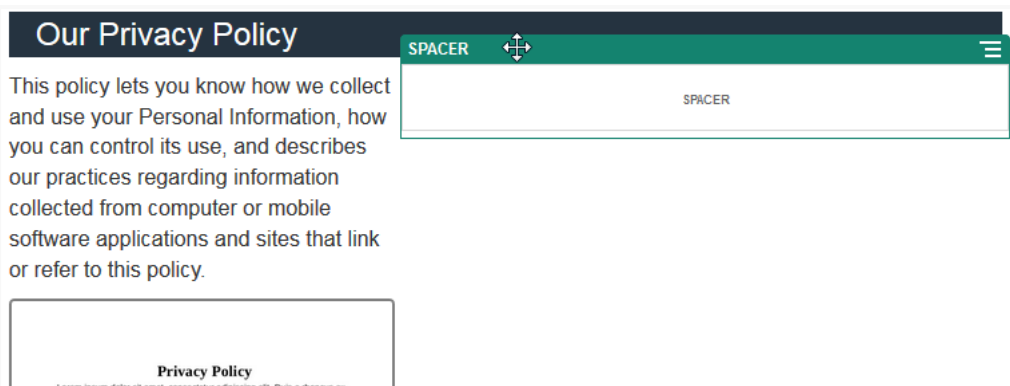 Our Privacy Policy
SPACER
SPACER
This policy lets you know how we collect
and use your Personal Information, how
you can control its use, and describes
our practices regarding information
collected from computer or mobile
software applications and sites that link
or refer to this policy.
Privacy Policy